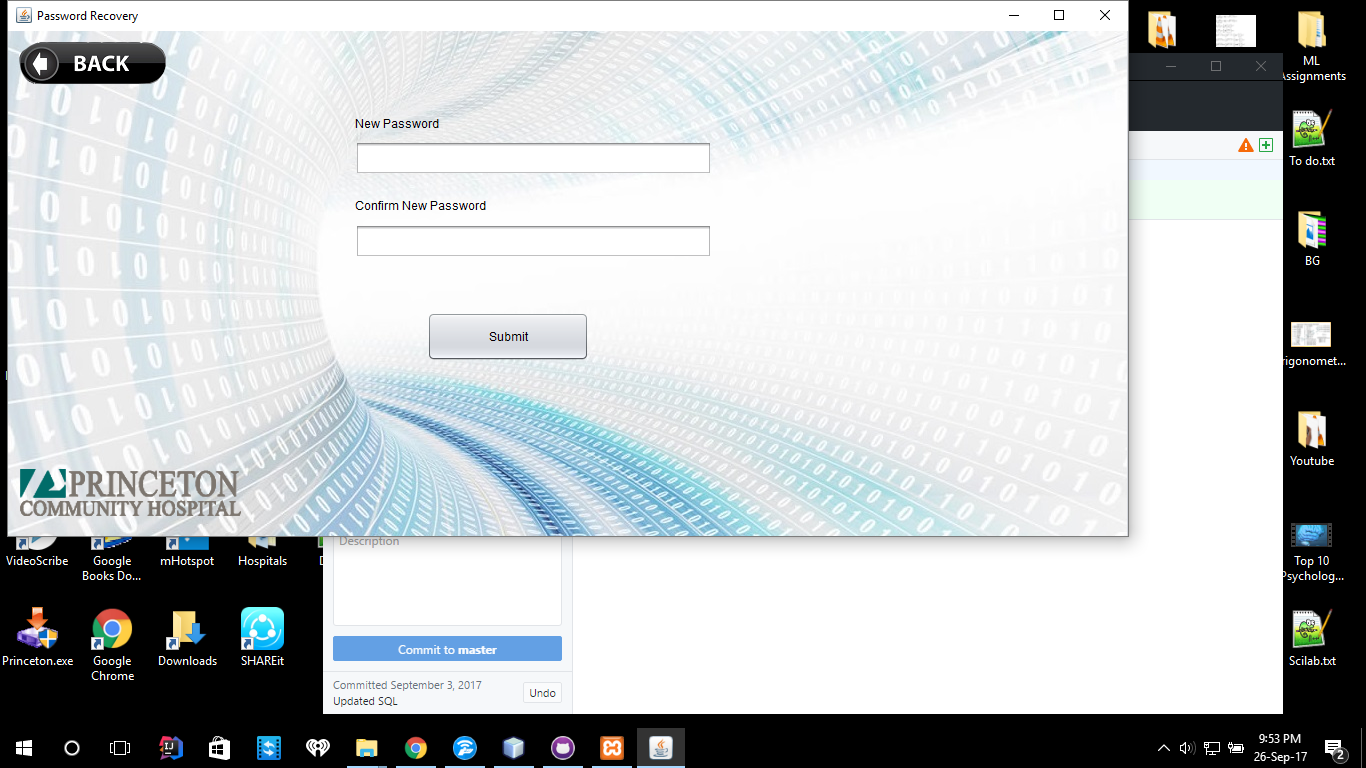 Password Recovery
BACK
New Password
Confirm New Password
Submit
PRINCETON
COMMUNITY HOSPITAL
ML
Assignments
To do.txt
BG
rigonomet...
Youtube
Top 10
Psycholog...
Scilab.txt
VideoScribe
Google
Books Do...
mHotspot
Hospitals
Princeton.exe
Google
Chrome
Downloads
SHAREit
Description
Commit to master
Committed September 3, 2017
Updated SQL
Undo
9:53 PM
26-Sep-17
2